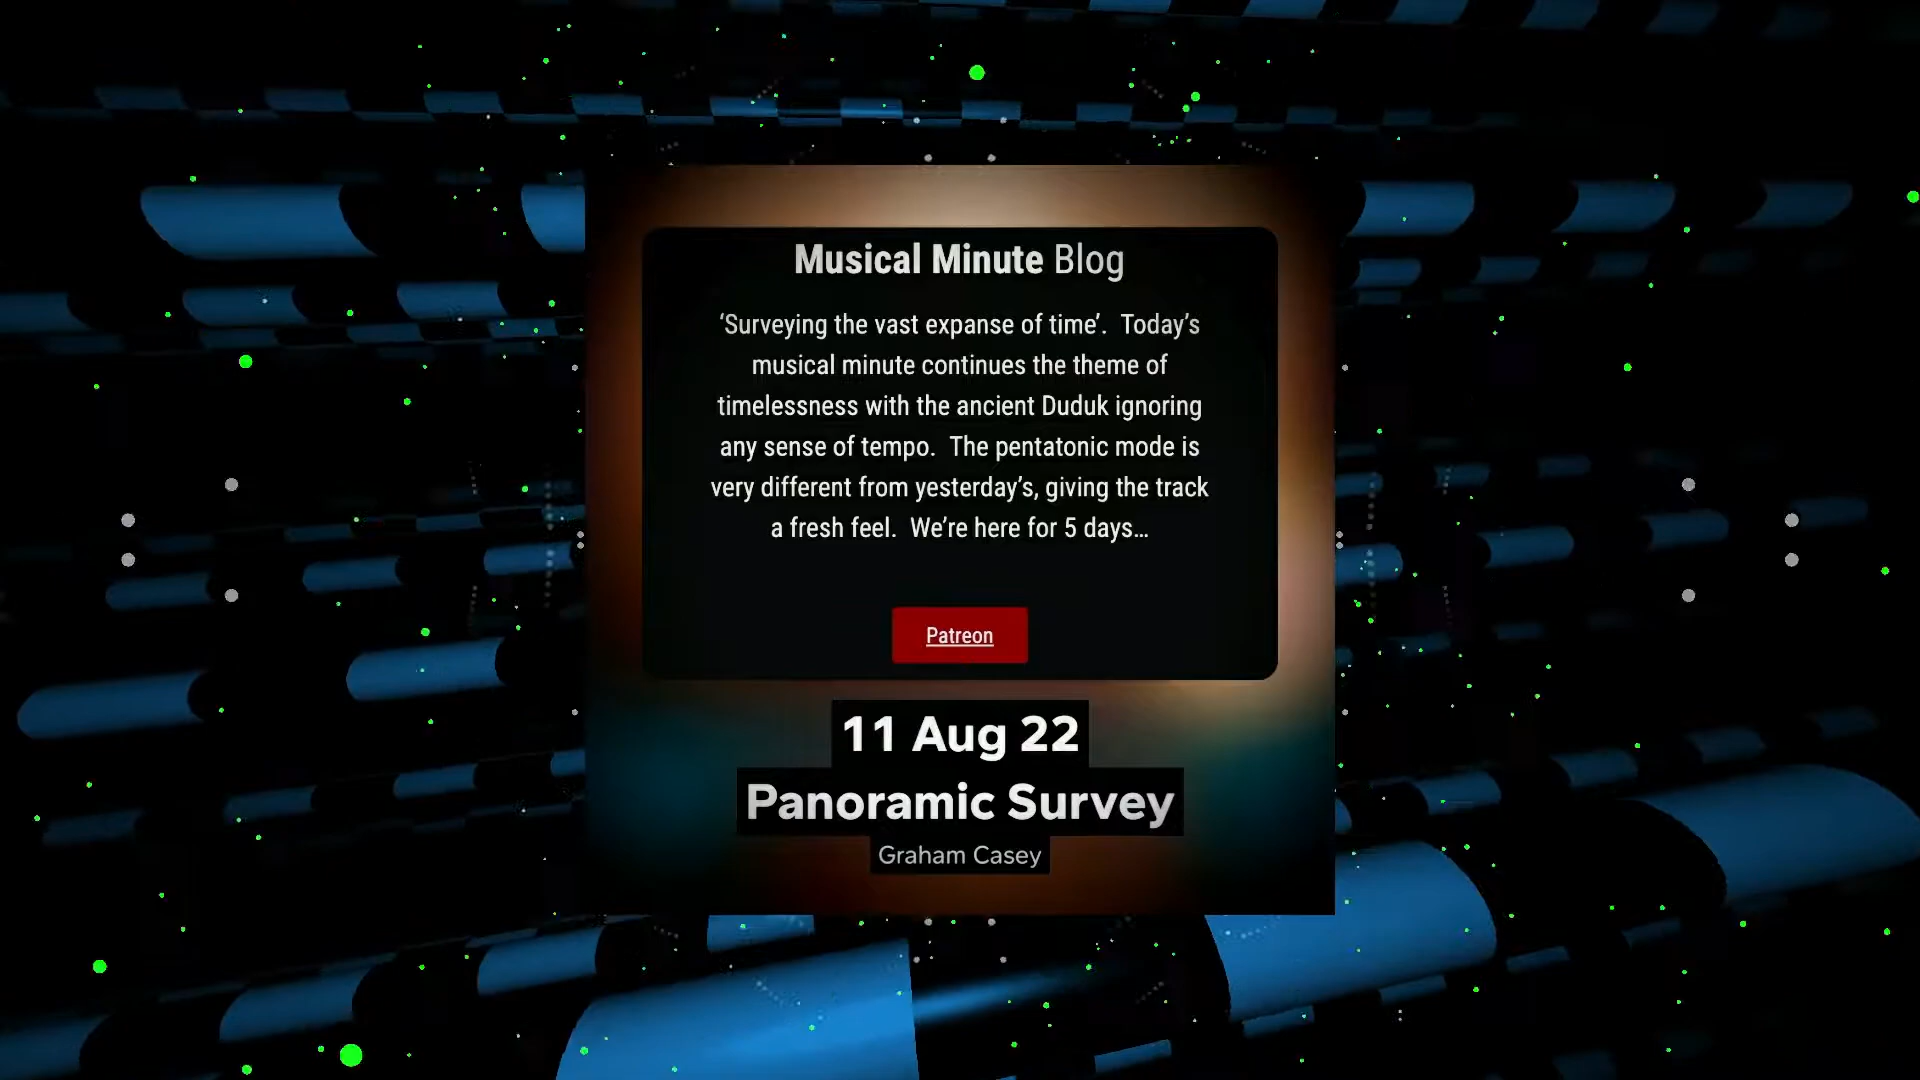 Musical Minute Blog
‘Surveying the vast expanse of time’.  Today’s
musical minute continues the theme of
timelessness with the ancient Duduk ignoring
any sense of tempo.  The pentatonic mode is
very different from yesterday’s, giving the track
a fresh feel.  We’re here for 5 days…
Patreon
11 Aug 22
Panoramic Survey
Graham Casey